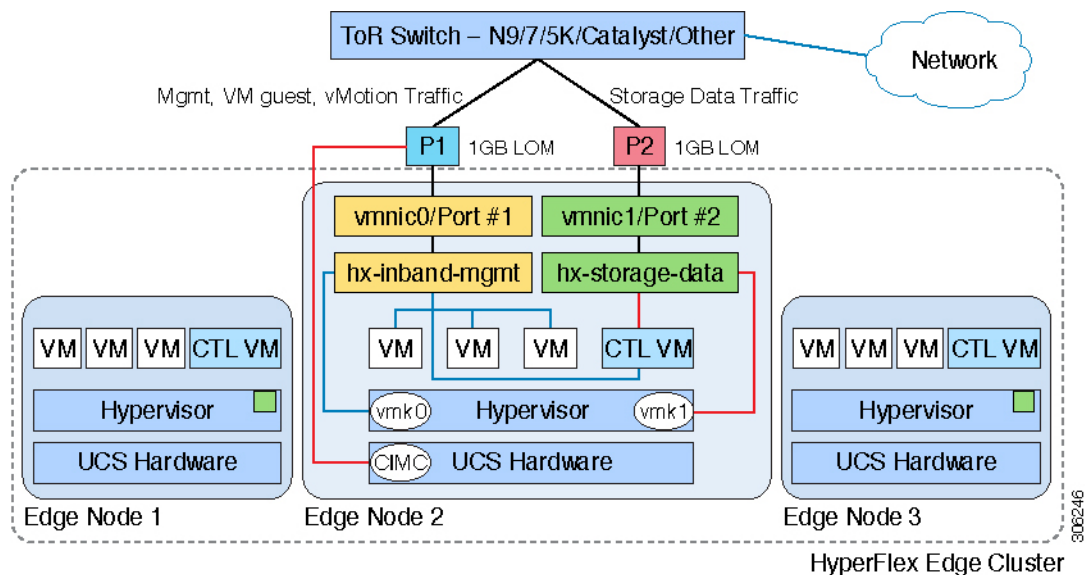 ToR Switch – N9/7/5K/Catalyst/Other
Network
Mgmt, VM guest, vMotion Traffic
Storage Data Traffic
P1
1GB LOM
P2
1GB LOM
vmnic0/Port #1
vmnic1/Port #2
hx-inband-mgmt
hx-storage-data
VM VM VM CTL VM
VM VM VM CTL VM
VM VM VM CTL VM
Hypervisor
vmk0 Hypervisor vmk1
Hypervisor
UCS Hardware
CIMC UCS Hardware
UCS Hardware
Edge Node 1
Edge Node 2
Edge Node 3
306246
HyperFlex Edge Cluster